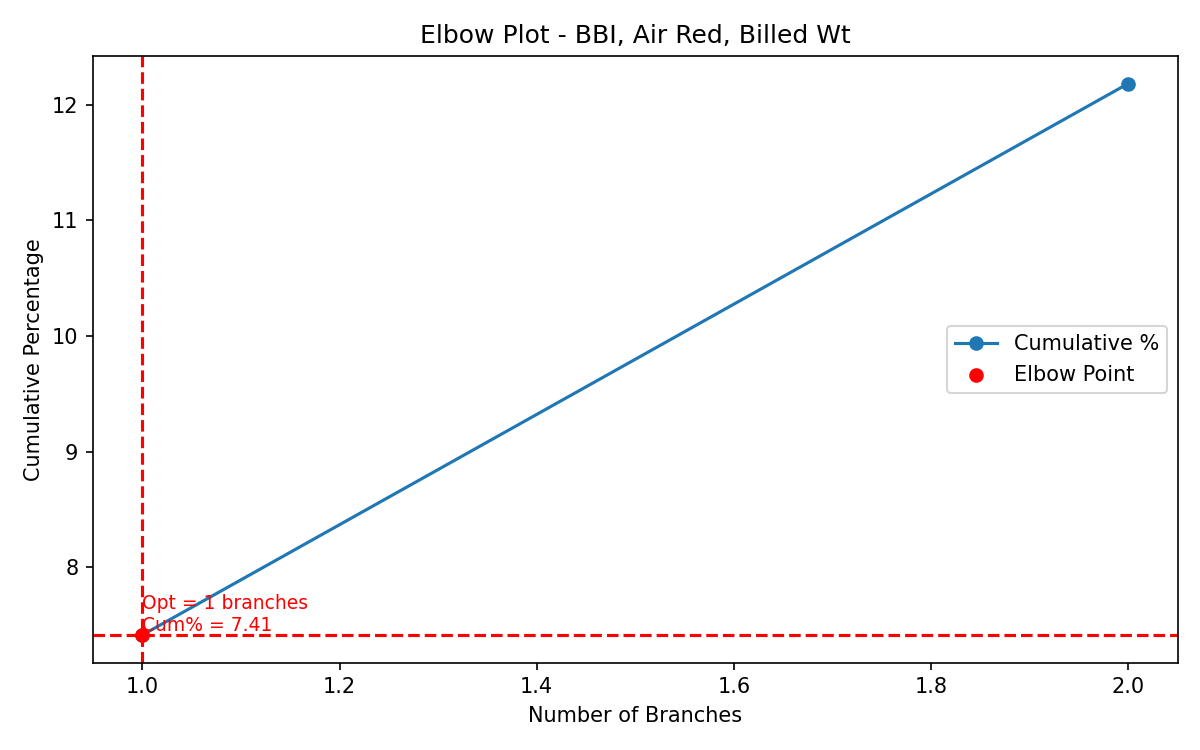 Elbow Plot - BBI, Air Red, Billed Wt
Cumulative Percentage
12
11
10
9
8
Cumulative %
Elbow Point
Opt = 1 branches
Cum% = 7.41
1.0
1.2
1.4
1.6
1.8
2.0
Number of Branches